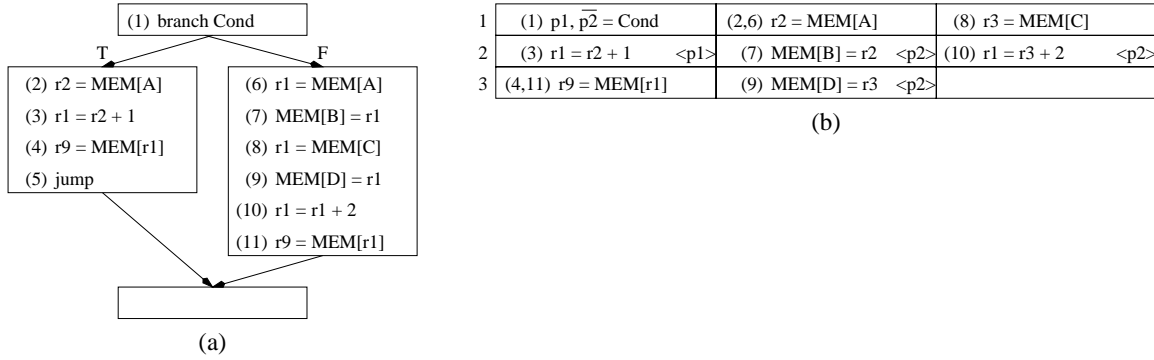 (1) branch Cond
T F
(2) r2 = MEM[A]
(3) r1 = r2 + 1
(4) r9 = MEM[r1]
(5) jump
(6) r1 = MEM[A]
(7) MEM[B] = r1
(8) r1 = MEM[C]
(9) MEM[D] = r1
(10) r1 = r1 + 2
(11) r9 = MEM[r1]
(a)
1 (1) p1, p̅2̅ = Cond (2,6) r2 = MEM[A] (8) r3 = MEM[C]
2 (3) r1 = r2 + 1 <p1> (7) MEM[B] = r2 <p2> (10) r1 = r3 + 2 <p2>
3 (4,11) r9 = MEM[r1] (9) MEM[D] = r3 <p2>
(b)